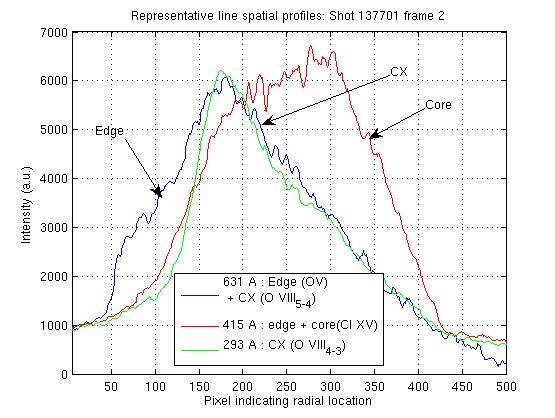 Representative line spatial profiles: Shot 137701 frame 2
7000
6000
5000
4000
3000
2000
1000
0
Intensity (a.u.)
CX
Core
Edge
631 A : Edge (OV)
+ CX (O VIII5-4)
415 A : edge + core(Cl XV)
293 A : CX (O VIII4-3)
50 100 150 200 250 300 350 400 450 500
Pixel indicating radial location